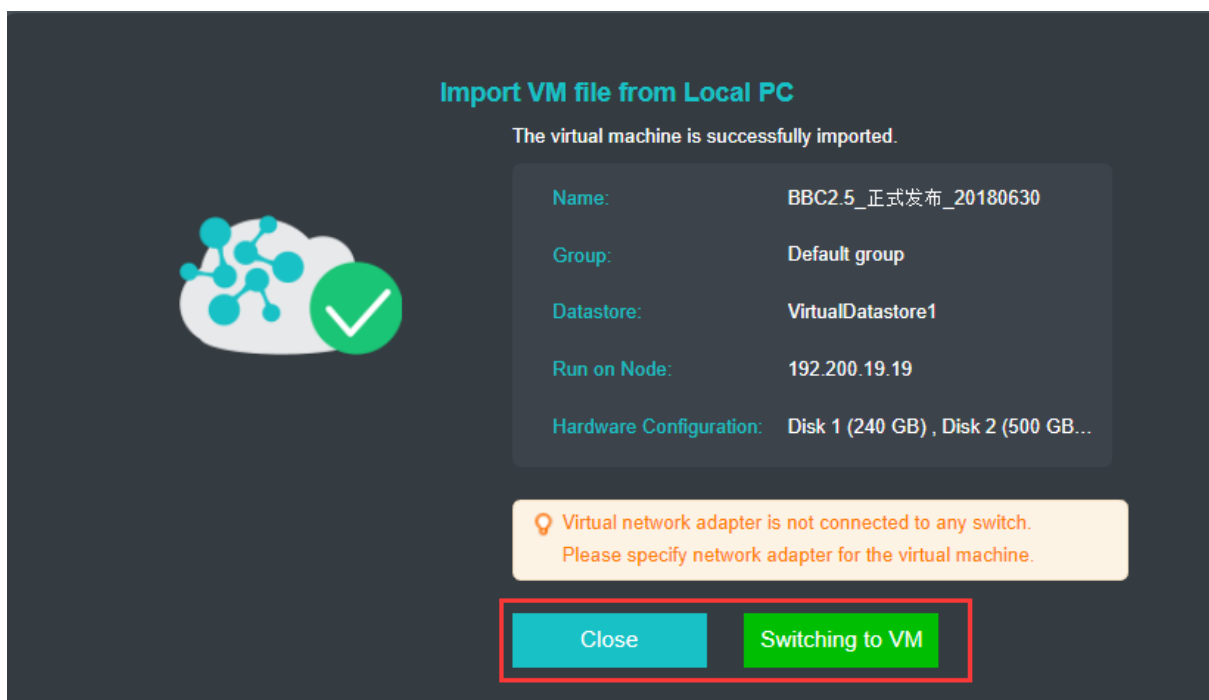 Import VM file from Local PC
The virtual machine is successfully imported.
Name: BBC2.5_正式发布_20180630
Group: Default group
Datastore: VirtualDatastore1
Run on Node: 192.200.19.19
Hardware Configuration: Disk 1 (240 GB) , Disk 2 (500 GB...
Virtual network adapter is not connected to any switch.
Please specify network adapter for the virtual machine.
Close Switching to VM